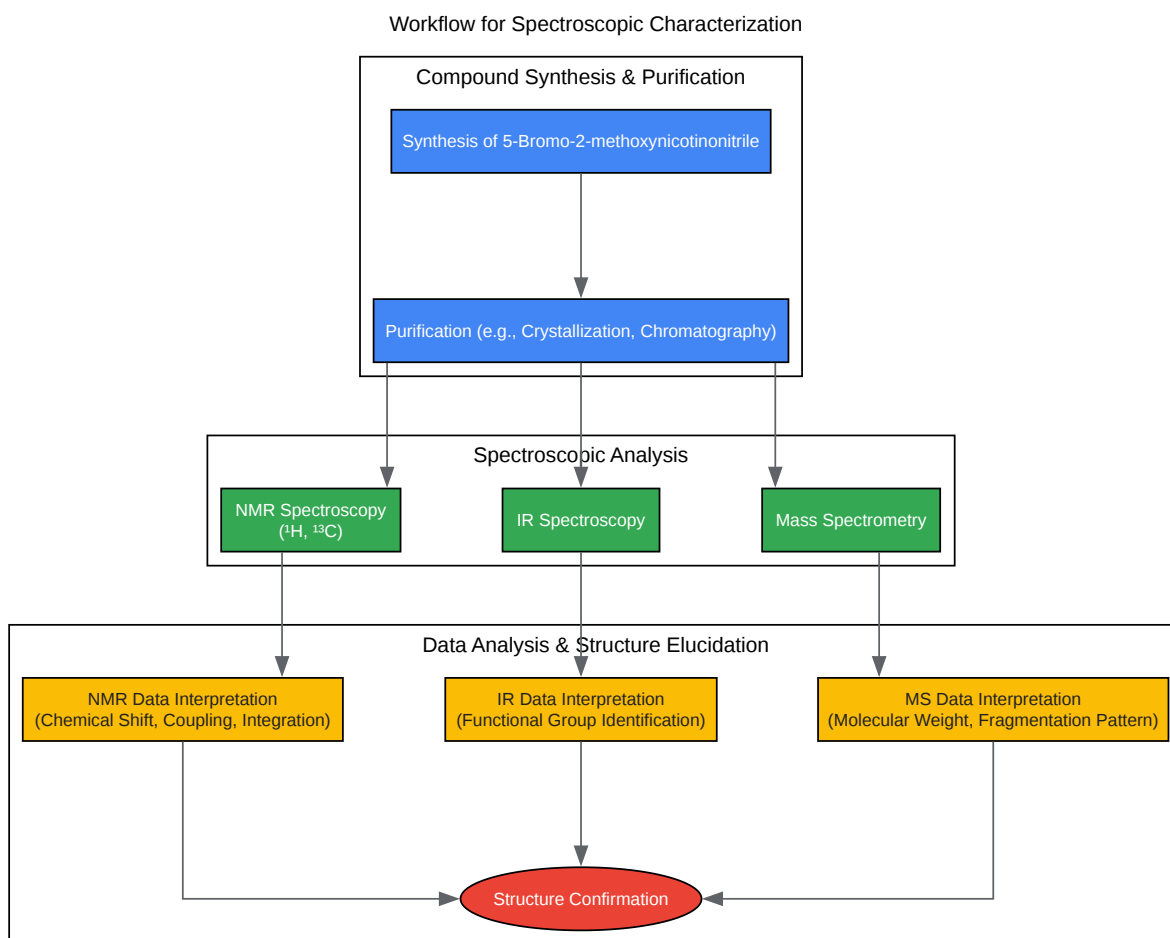 Workflow for Spectroscopic Characterization
Compound Synthesis & Purification
Synthesis of 5-Bromo-2-methoxynicotinonitrile
Purification (e.g., Crystallization, Chromatography)
Spectroscopic Analysis
NMR Spectroscopy
(¹H, ¹³C)
IR Spectroscopy
Mass Spectrometry
Data Analysis & Structure Elucidation
NMR Data Interpretation
(Chemical Shift, Coupling, Integration)
IR Data Interpretation
(Functional Group Identification)
MS Data Interpretation
(Molecular Weight, Fragmentation Pattern)
Structure Confirmation